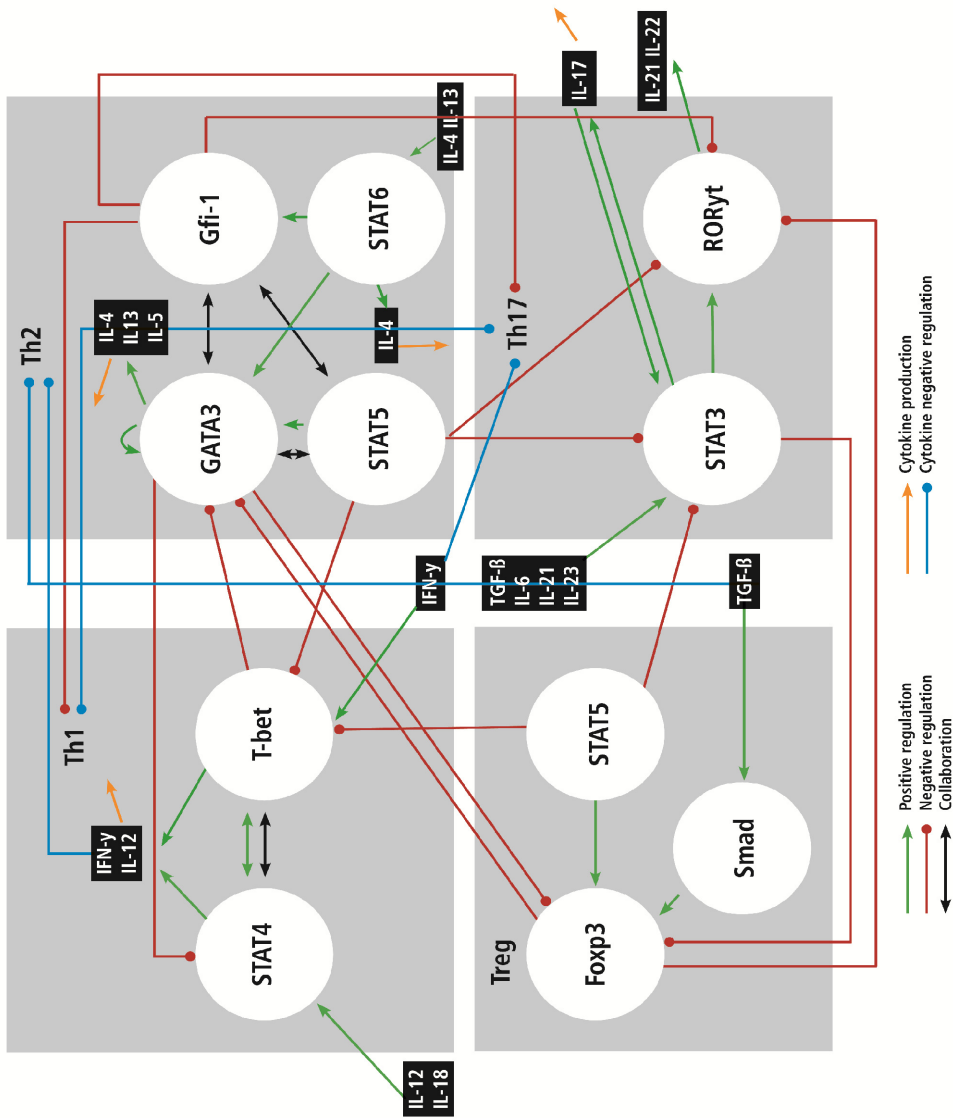 Th2
Th1
IFN-y
IL-12
IL-4
IL13
IL-5
Gfi-1
GATA3
T-bet
STAT4
STAT6
STAT5
IL-4
IL-4 IL-13
IL-12
IL-18
IFN-y
Treg
Th17
TGF-ß
IL-6
IL-21
IL-23
IL-17
IL-21 IL-22
Foxp3
STAT5
Smad
TGF-ß
STAT3
RORyt
Positive regulation
Negative regulation
Collaboration
Cytokine production
Cytokine negative regulation